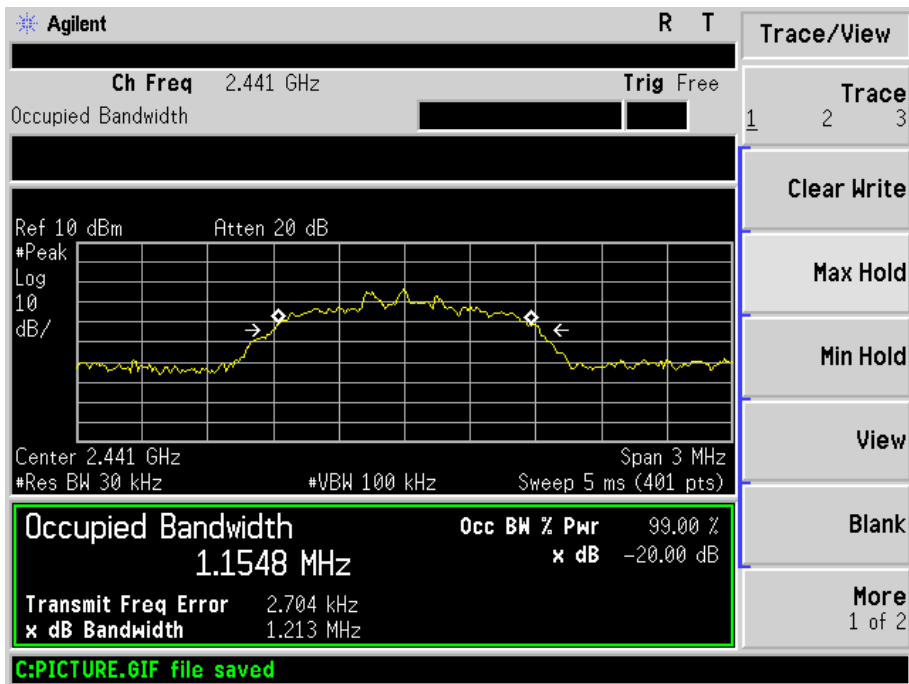 Agilent R T
Trace/View
Ch Freq 2.441 GHz Trig Free
Occupied Bandwidth
Trace
1 2 3
Clear Write
Ref 10 dBm Atten 20 dB
#Peak
Log
10
dB/
Max Hold
Min Hold
Center 2.441 GHz Span 3 MHz
#Res BW 30 kHz #VBW 100 kHz Sweep 5 ms (401 pts)
View
Occupied Bandwidth
1.1548 MHz
Occ BW % Pwr 99.00 %
x dB -20.00 dB
Blank
Transmit Freq Error 2.704 kHz
x dB Bandwidth 1.213 MHz
More
1 of 2
C:PICTURE.GIF file saved